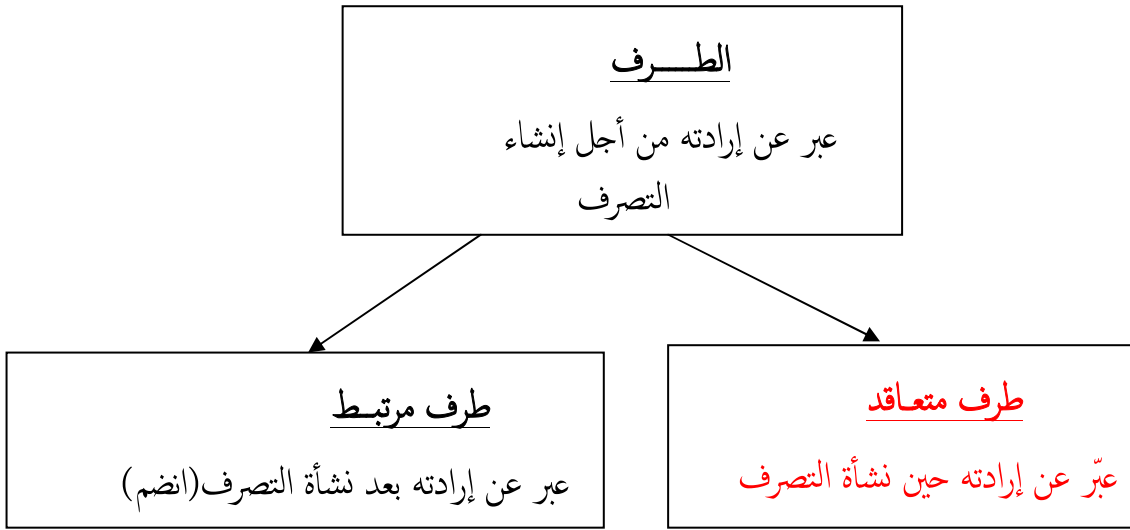 الطـــرف
عبر عن إرادته من أجل إنشاء
التصرف
طرف متعـاقد
عبّر عن إرادته حين نشأة التصرف
طرف مرتبـط
عبر عن إرادته بعد نشأة التصرف(انضم)